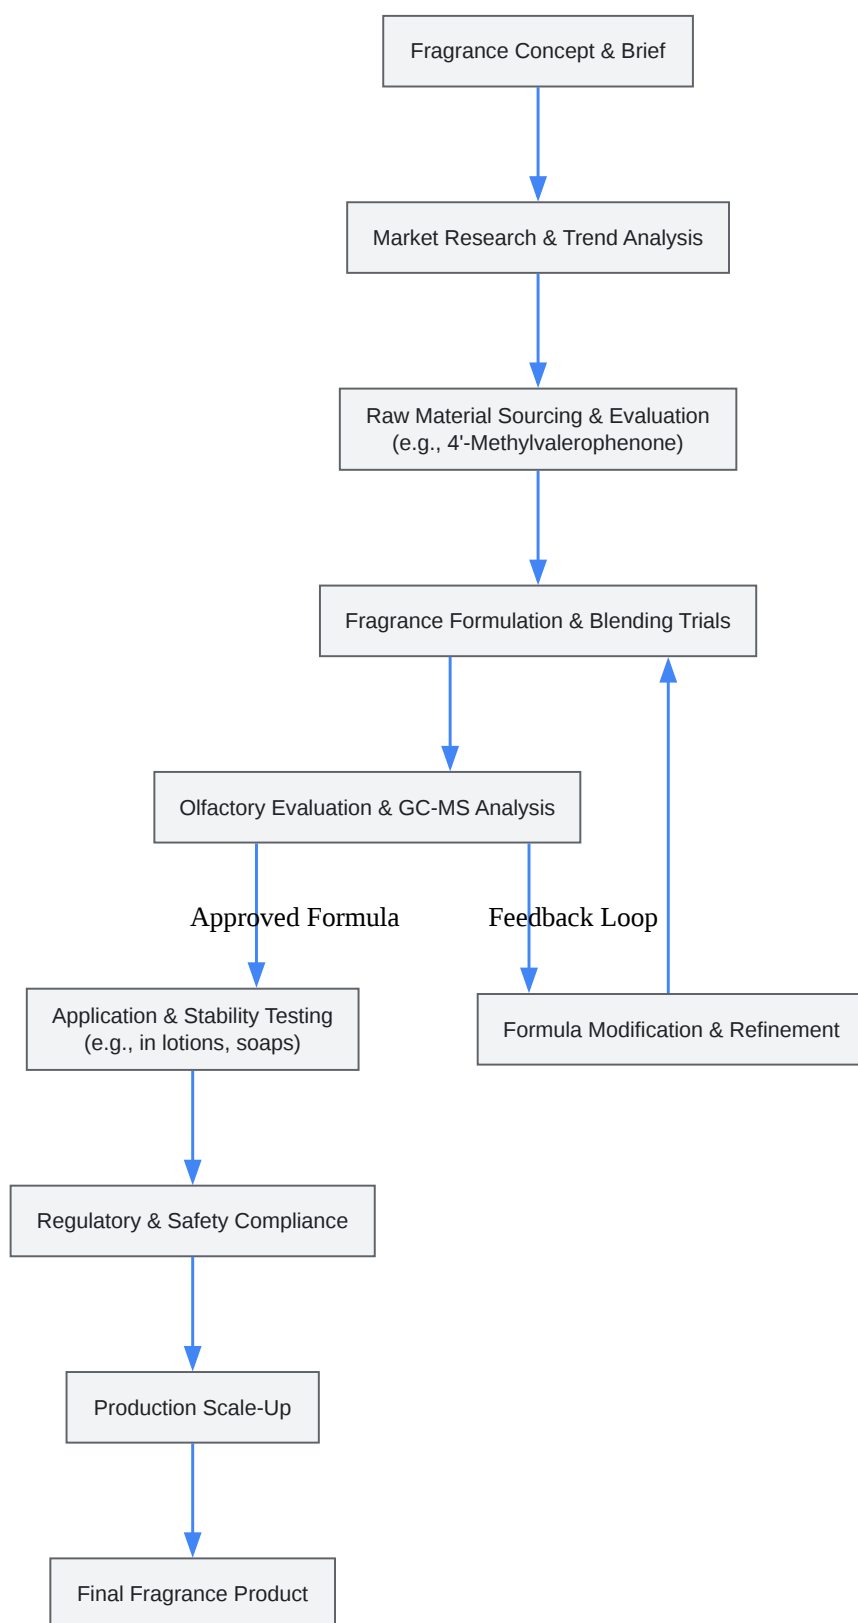 Fragrance Concept & Brief
Market Research & Trend Analysis
Raw Material Sourcing & Evaluation
(e.g., 4'-Methylvalerophenone)
Fragrance Formulation & Blending Trials
Olfactory Evaluation & GC-MS Analysis
Approved Formula
Feedback Loop
Application & Stability Testing
(e.g., in lotions, soaps)
Formula Modification & Refinement
Regulatory & Safety Compliance
Production Scale-Up
Final Fragrance Product